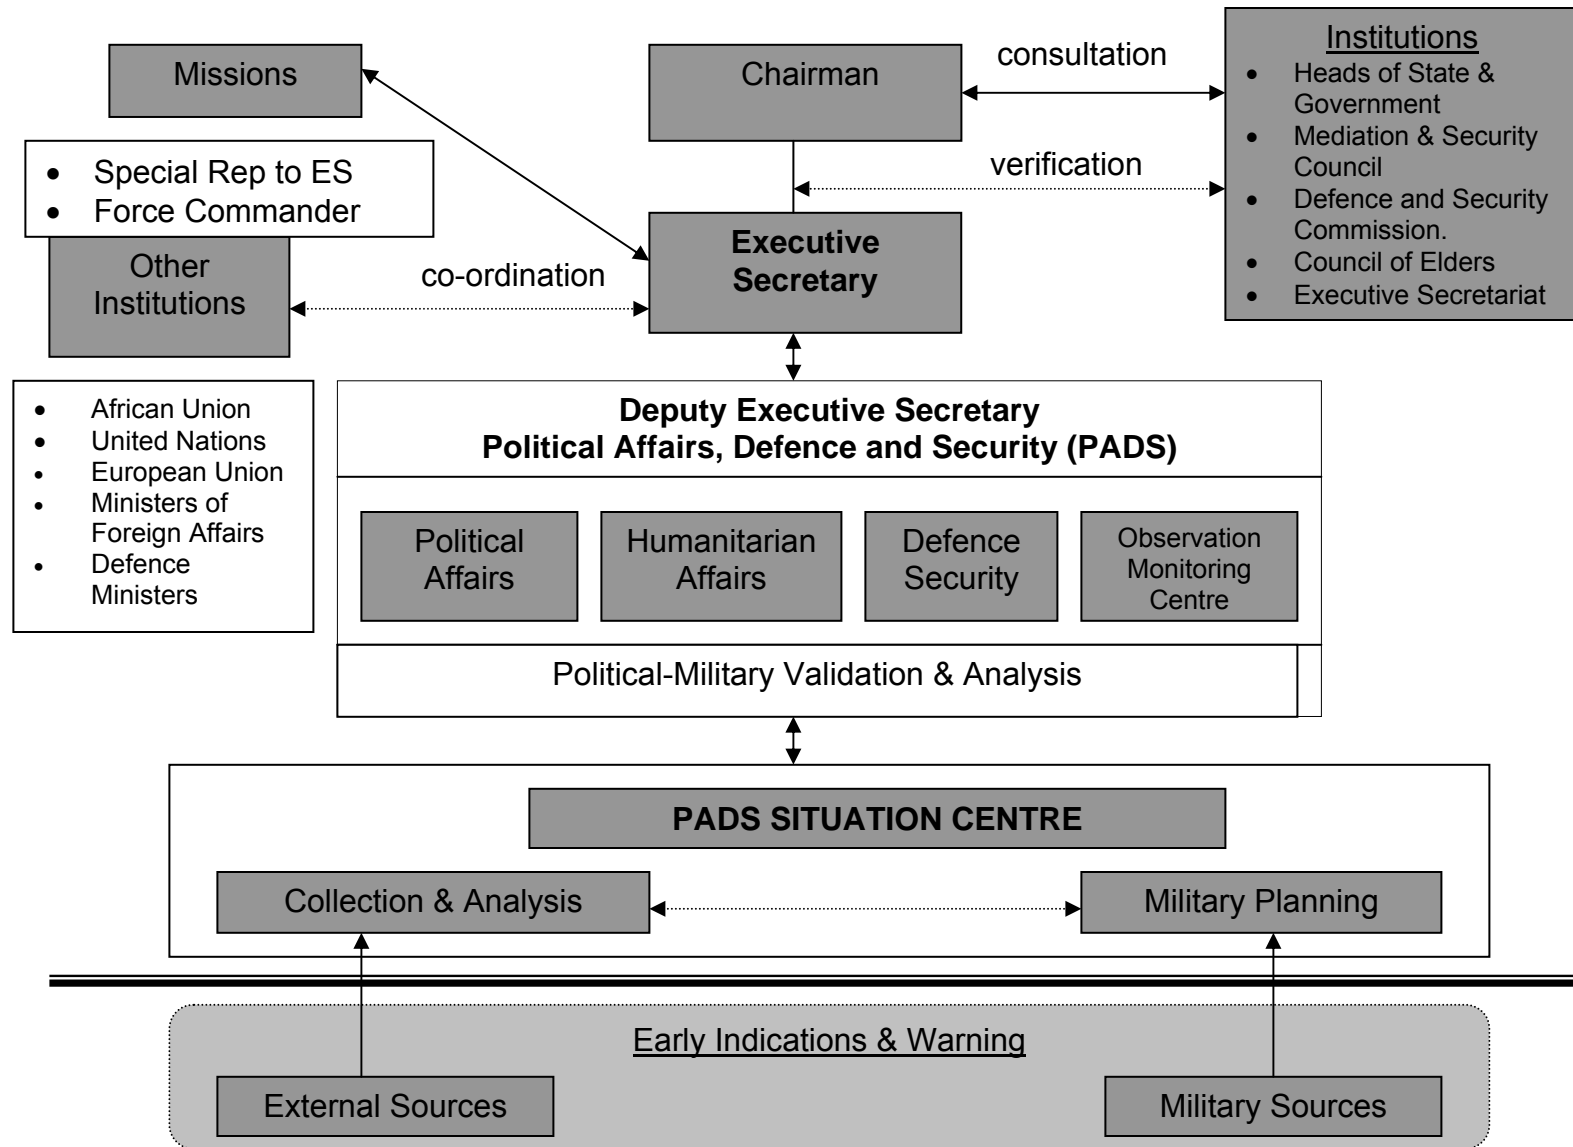 Missions
• Special Rep to ES
• Force Commander
Other
Institutions
co-ordination
• African Union
• United Nations
• European Union
• Ministers of
Foreign Affairs
• Defence
Ministers
Chairman
consultation
verification
Institutions
• Heads of State &
Government
• Mediation & Security
Council
• Defence and Security
Commission.
• Council of Elders
• Executive Secretariat
Executive
Secretary
Deputy Executive Secretary
Political Affairs, Defence and Security (PADS)
Political
Affairs
Humanitarian
Affairs
Defence
Security
Observation
Monitoring
Centre
Political-Military Validation & Analysis
PADS SITUATION CENTRE
Collection & Analysis
Military Planning
Early Indications & Warning
External Sources
Military Sources